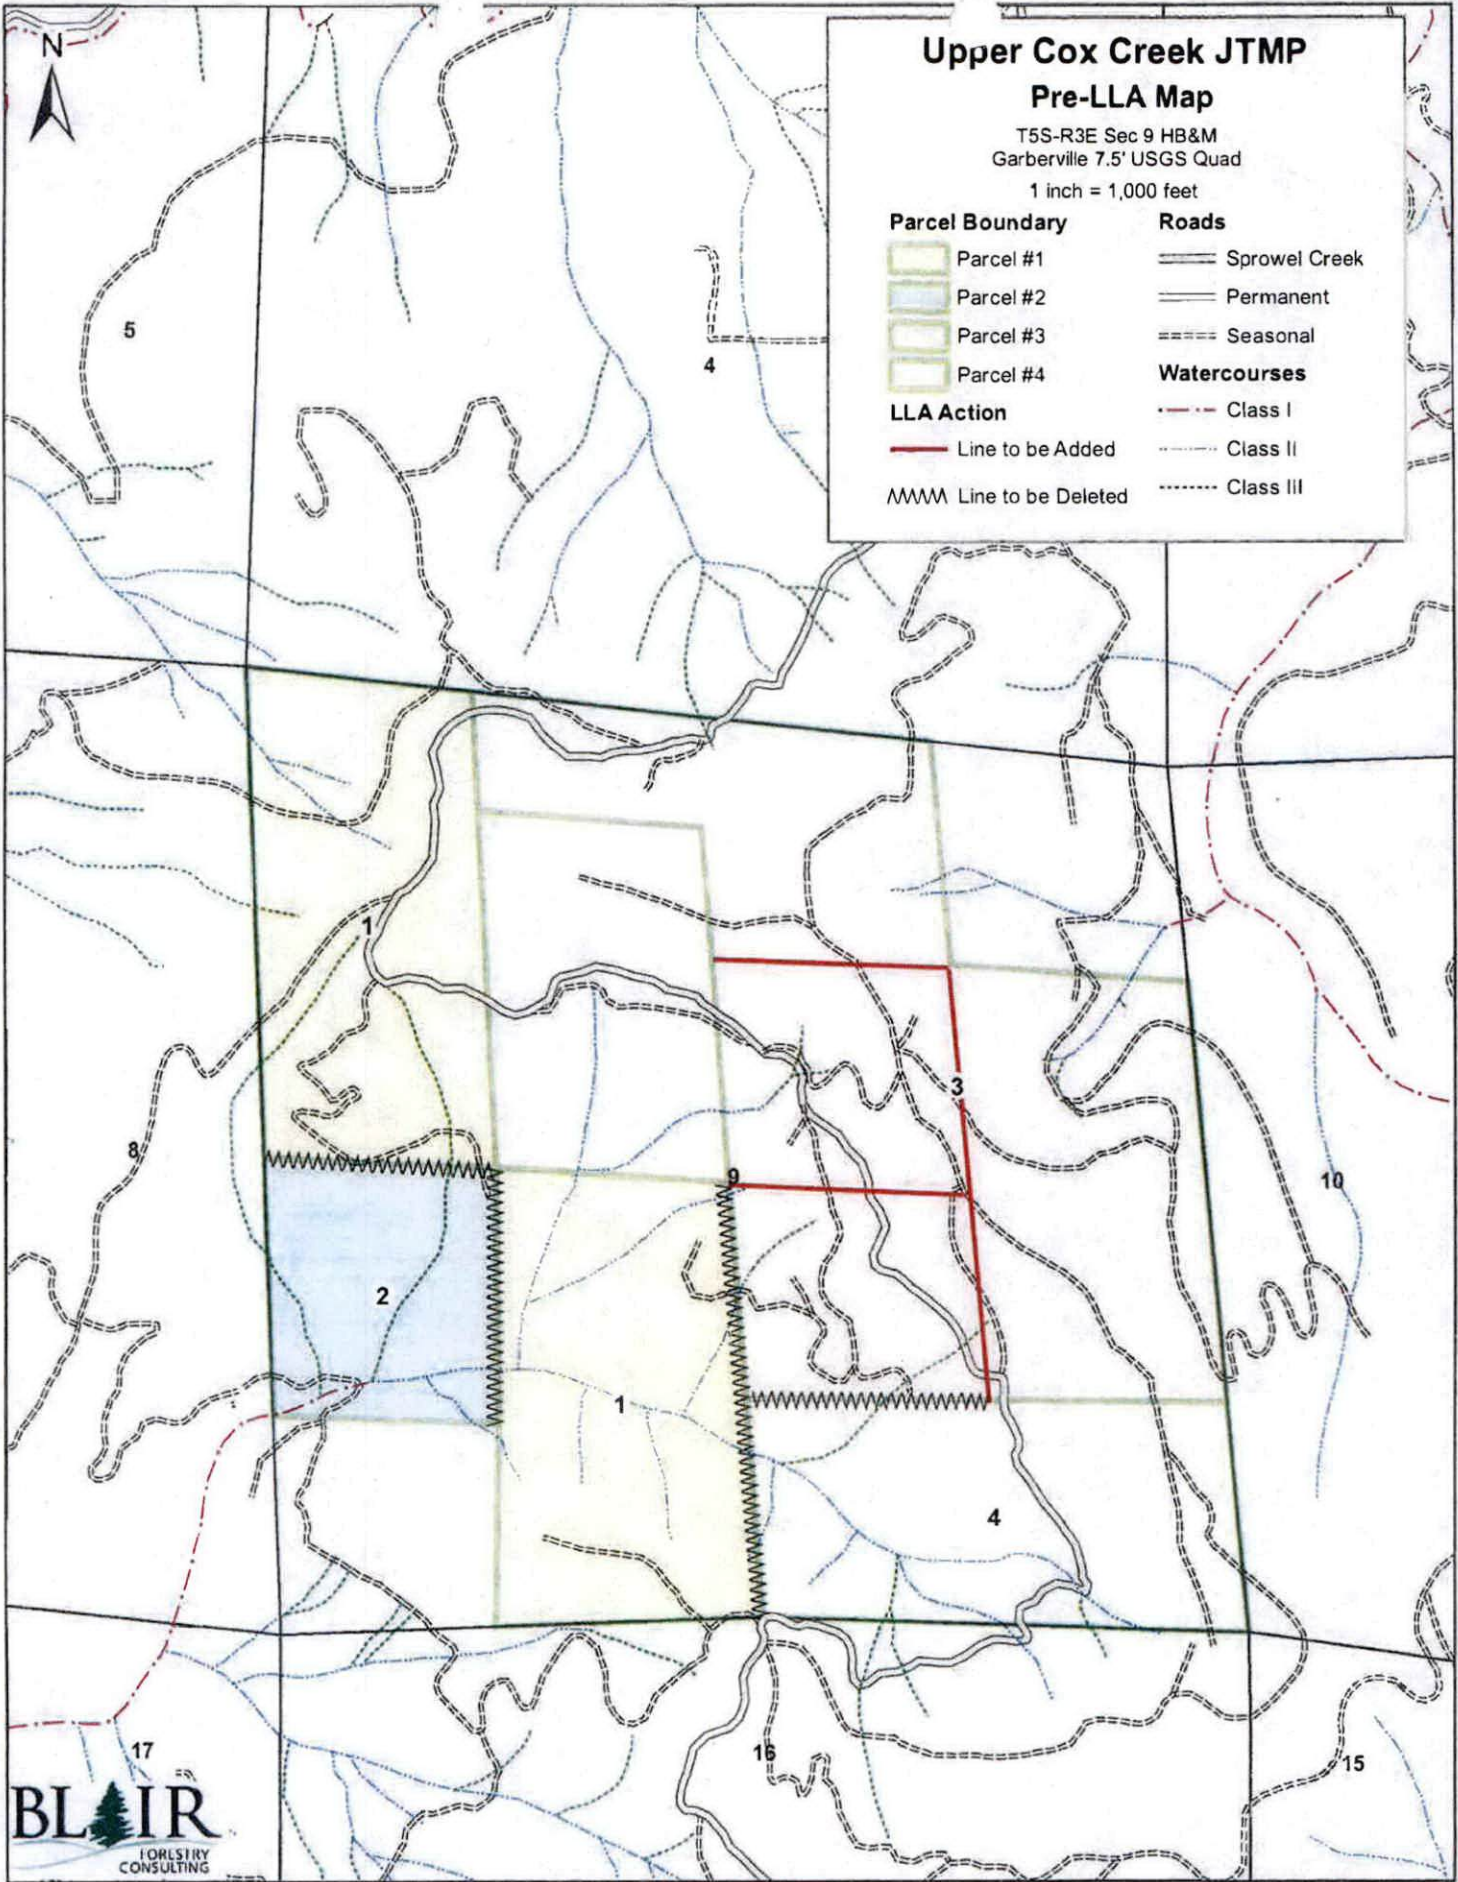 N
Upper Cox Creek JTMP
Pre-LLA Map
T5S-R3E Sec 9 HB&M
Garberville 7.5' USGS Quad
1 inch = 1,000 feet
Parcel Boundary
Parcel #1
Parcel #2
Parcel #3
Parcel #4
LLA Action
Line to be Added
Line to be Deleted
Roads
Sprowel Creek
Permanent
Seasonal
Watercourses
Class I
Class II
Class III
5
4
1
3
8
9
10
2
1
4
17
16
15
BLAIR
FORESTRY
CONSULTING